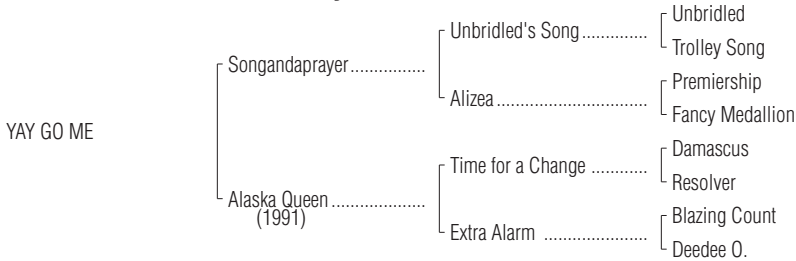 Unbridled
Unbridled's Song..............
Trolley Song
Songandaprayer................
Premiership
Alizea................................
Fancy Medallion
YAY GO ME
Damascus
Time for a Change ............
Resolver
Alaska Queen....................
(1991)
Blazing Count
Extra Alarm ......................
Deedee O.